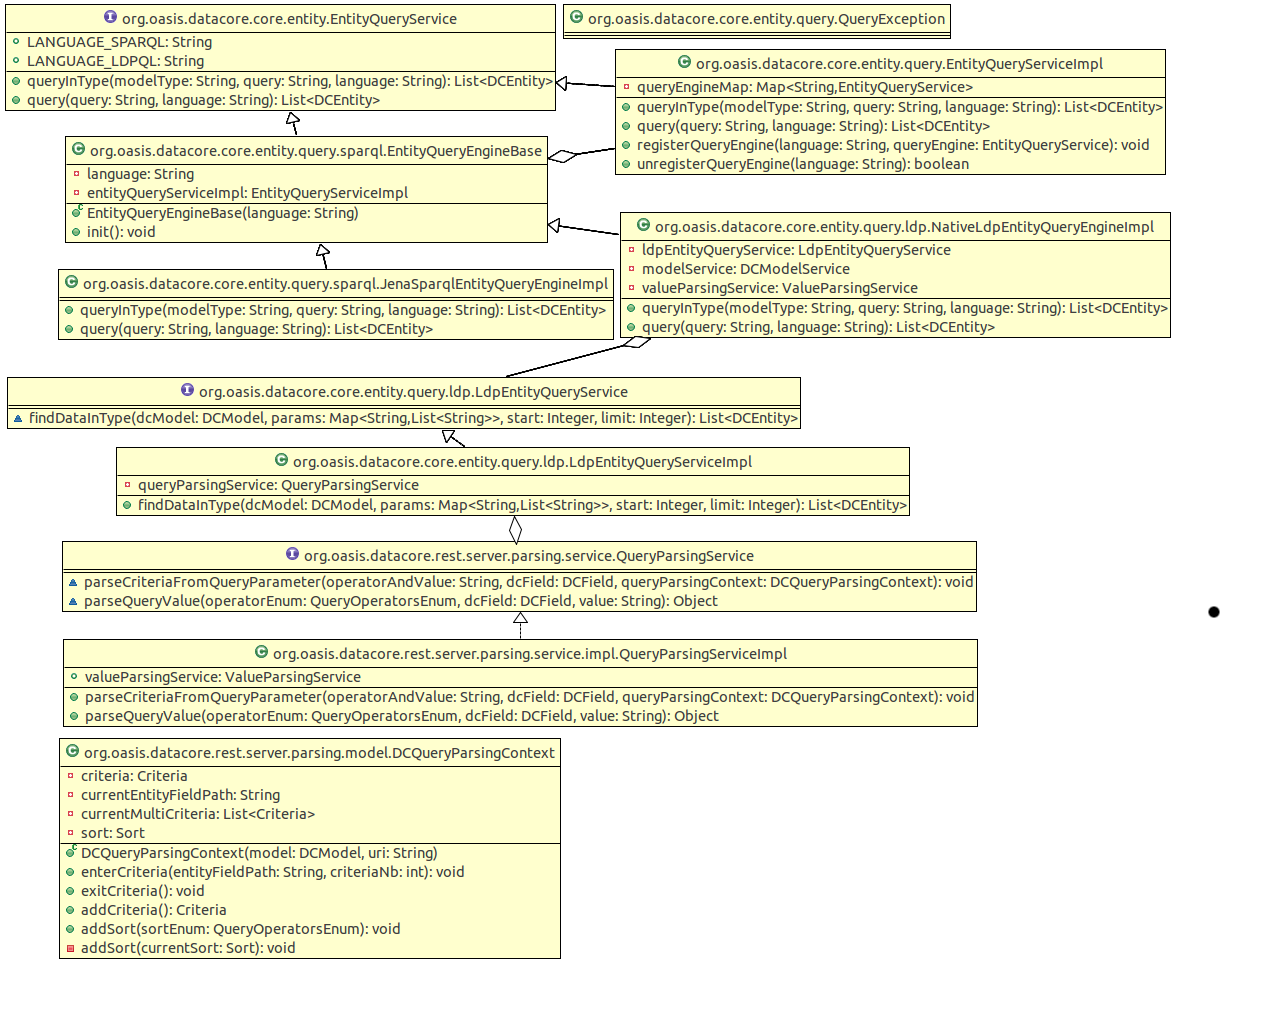 org.oasis.datacore.core.entity.EntityQueryService
LANGUAGE_SPARQL: String
LANGUAGE_LDPQL: String
queryInType(modelType: String, query: String, language: String): List<DCEntity>
query(query: String, language: String): List<DCEntity>
org.oasis.datacore.core.entity.query.QueryException
org.oasis.datacore.core.entity.query.EntityQueryServiceImpl
queryEngineMap: Map<String,EntityQueryService>
queryInType(modelType: String, query: String, language: String): List<DCEntity>
query(query: String, language: String): List<DCEntity>
registerQueryEngine(language: String, queryEngine: EntityQueryService): void
unregisterQueryEngine(language: String): boolean
org.oasis.datacore.core.entity.query.sparql.EntityQueryEngineBase
language: String
entityQueryServiceImpl: EntityQueryServiceImpl
EntityQueryEngineBase(language: String)
init(): void
org.oasis.datacore.core.entity.query.ldp.NativeLdpEntityQueryEngineImpl
ldpEntityQueryService: LdpEntityQueryService
modelService: DCModelService
valueParsingService: ValueParsingService
queryInType(modelType: String, query: String, language: String): List<DCEntity>
query(query: String, language: String): List<DCEntity>
org.oasis.datacore.core.entity.query.sparql.JenaSparqlEntityQueryEngineImpl
queryInType(modelType: String, query: String, language: String): List<DCEntity>
query(query: String, language: String): List<DCEntity>
org.oasis.datacore.core.entity.query.ldp.LdpEntityQueryService
findDataInType(dcModel: DCModel, params: Map<String,List<String>>, start: Integer, limit: Integer): List<DCEntity>
org.oasis.datacore.core.entity.query.ldp.LdpEntityQueryServiceImpl
queryParsingService: QueryParsingService
findDataInType(dcModel: DCModel, params: Map<String,List<String>>, start: Integer, limit: Integer): List<DCEntity>
org.oasis.datacore.rest.server.parsing.service.QueryParsingService
parseCriteriaFromQueryParameter(operatorAndValue: String, dcField: DCField, queryParsingContext: DCQueryParsingContext): void
parseQueryValue(operatorEnum: QueryOperatorsEnum, dcField: DCField, value: String): Object
org.oasis.datacore.rest.server.parsing.service.impl.QueryParsingServiceImpl
valueParsingService: ValueParsingService
parseCriteriaFromQueryParameter(operatorAndValue: String, dcField: DCField, queryParsingContext: DCQueryParsingContext): void
parseQueryValue(operatorEnum: QueryOperatorsEnum, dcField: DCField, value: String): Object
org.oasis.datacore.rest.server.parsing.model.DCQueryParsingContext
criteria: Criteria
currentEntityFieldPath: String
currentMultiCriteria: List<Criteria>
sort: Sort
DCQueryParsingContext(model: DCModel, uri: String)
enterCriteria(entityFieldPath: String, criteriaNb: int): void
exitCriteria(): void
addCriteria(): Criteria
addSort(sortEnum: QueryOperatorsEnum): void
addSort(currentSort: Sort): void